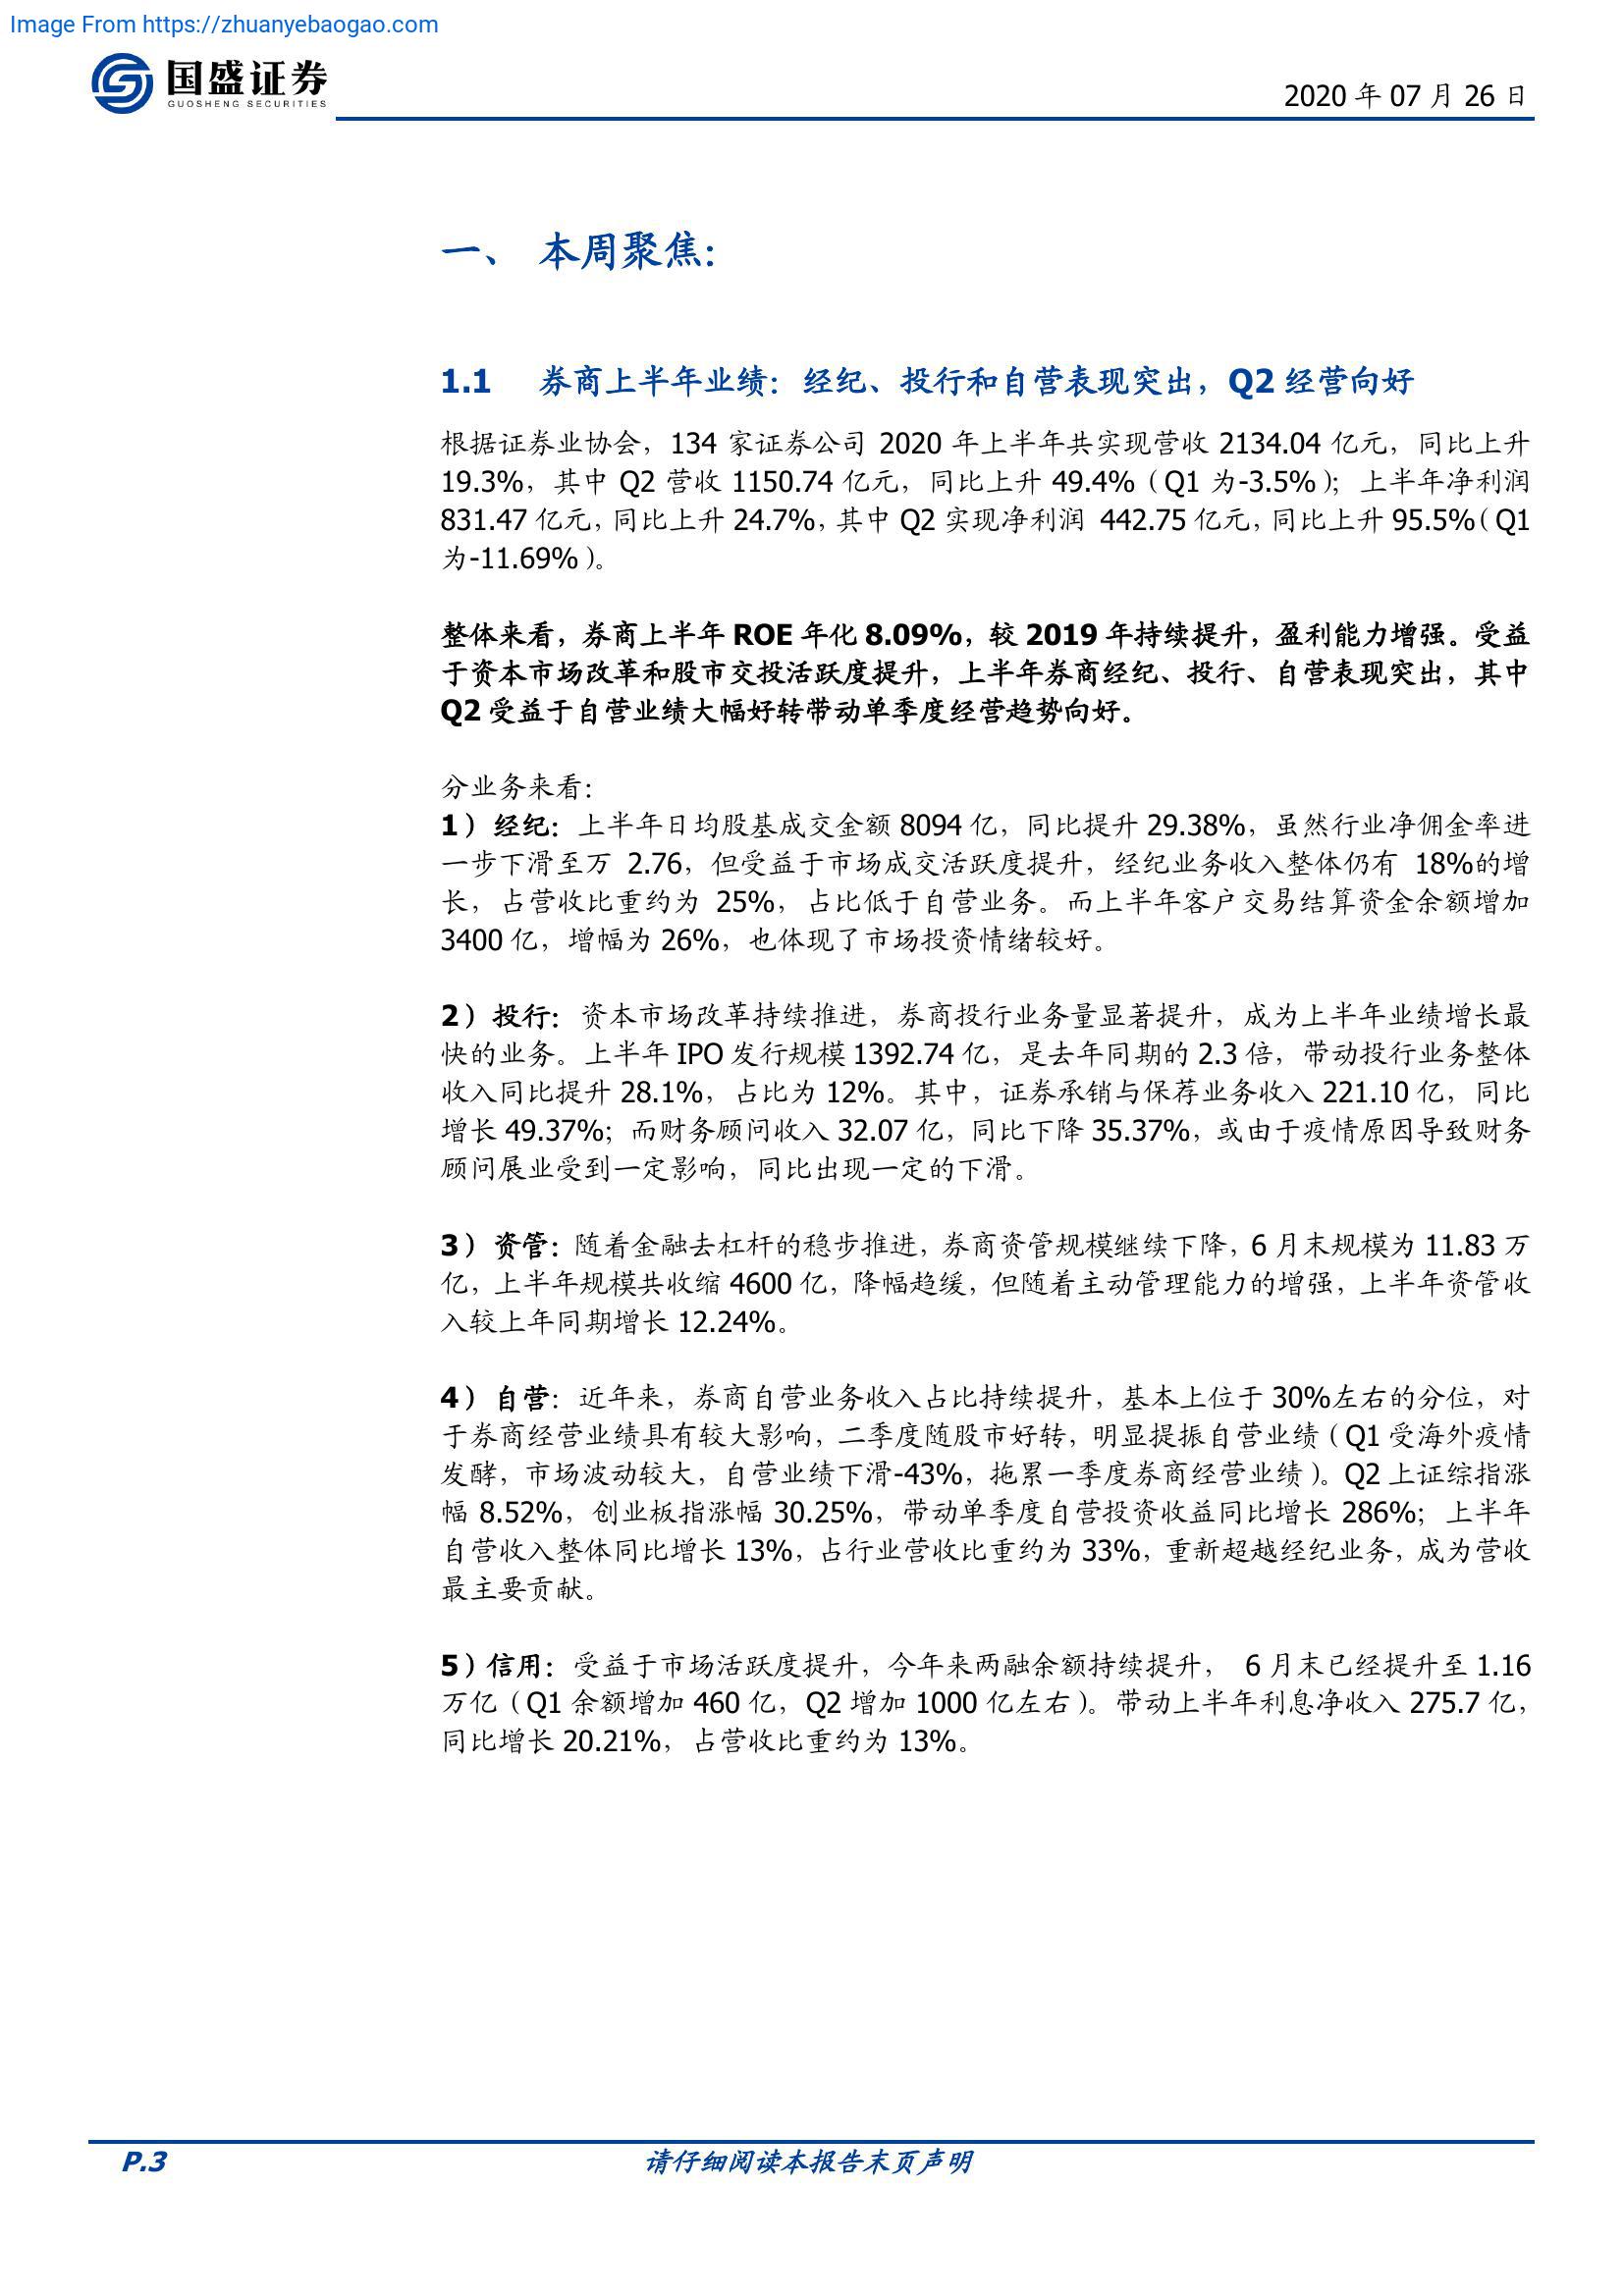 Image From https://zhuanyebaogao.com
国盛证券
GUOSHENG SECURITIES
2020 年 07 月 26 日
一、 本周聚焦：
1.1 券商上半年业绩：经纪、投行和自营表现突出，Q2 经营向好
根据证券业协会，134 家证券公司 2020 年上半年共实现营收 2134.04 亿元，同比上升
19.3%，其中 Q2 营收 1150.74 亿元，同比上升 49.4%（Q1 为-3.5%）；上半年净利润
831.47 亿元，同比上升 24.7%，其中 Q2 实现净利润 442.75 亿元，同比上升 95.5%（Q1
为-11.69%）。
整体来看，券商上半年 ROE 年化 8.09%，较 2019 年持续提升，盈利能力增强。受益
于资本市场改革和股市交投活跃度提升，上半年券商经纪、投行、自营表现突出，其中
Q2 受益于自营业绩大幅好转带动单季度经营趋势向好。
分业务来看：
1）经纪：上半年日均股基成交金额 8094 亿，同比提升 29.38%，虽然行业净佣金率进
一步下滑至万 2.76，但受益于市场成交活跃度提升，经纪业务收入整体仍有 18%的增
长，占营收比重约为 25%，占比低于自营业务。而上半年客户交易结算资金余额增加
3400 亿，增幅为 26%，也体现了市场投资情绪较好。
2）投行：资本市场改革持续推进，券商投行业务量显著提升，成为上半年业绩增长最
快的业务。上半年 IPO 发行规模 1392.74 亿，是去年同期的 2.3 倍，带动投行业务整体
收入同比提升 28.1%，占比为 12%。其中，证券承销与保荐业务收入 221.10 亿，同比
增长 49.37%；而财务顾问收入 32.07 亿，同比下降 35.37%，或由于疫情原因导致财务
顾问展业受到一定影响，同比出现一定的下滑。
3）资管：随着金融去杠杆的稳步推进，券商资管规模继续下降，6 月末规模为 11.83 万
亿，上半年规模共收缩 4600 亿，降幅趋缓，但随着主动管理能力的增强，上半年资管收
入较上年同期增长 12.24%。
4）自营：近年来，券商自营业务收入占比持续提升，基本上位于 30%左右的分位，对
于券商经营业绩具有较大影响，二季度随股市好转，明显提振自营业绩（Q1 受海外疫情
发酵，市场波动较大，自营业绩下滑-43%，拖累一季度券商经营业绩）。Q2 上证综指涨
幅 8.52%，创业板指涨幅 30.25%，带动单季度自营投资收益同比增长 286%；上半年
自营收入整体同比增长 13%，占行业营收比重约为 33%，重新超越经纪业务，成为营收
最主要贡献。
5）信用：受益于市场活跃度提升，今年来两融余额持续提升， 6 月末已经提升至 1.16
万亿（Q1 余额增加 460 亿，Q2 增加 1000 亿左右）。带动上半年利息净收入 275.7 亿，
同比增长 20.21%，占营收比重约为 13%。
P.3
请仔细阅读本报告末页声明